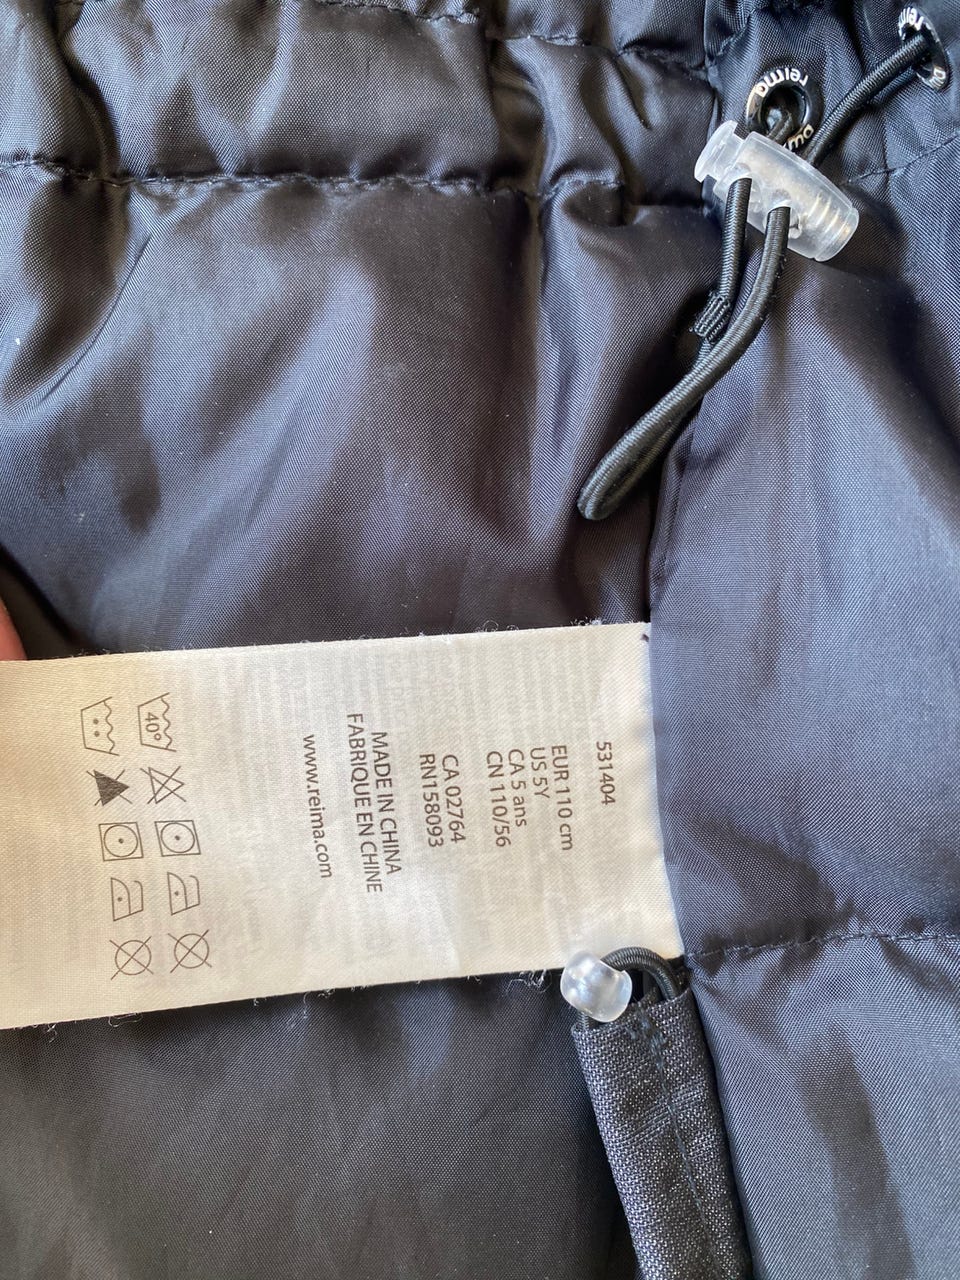 reima
531404
EUR 110 cm
US 5Y
CA 5 ans
CN 110/56
CA 02764
RN158093
MADE IN CHINA
FABRIQUE EN CHINE
www.reima.com
40°